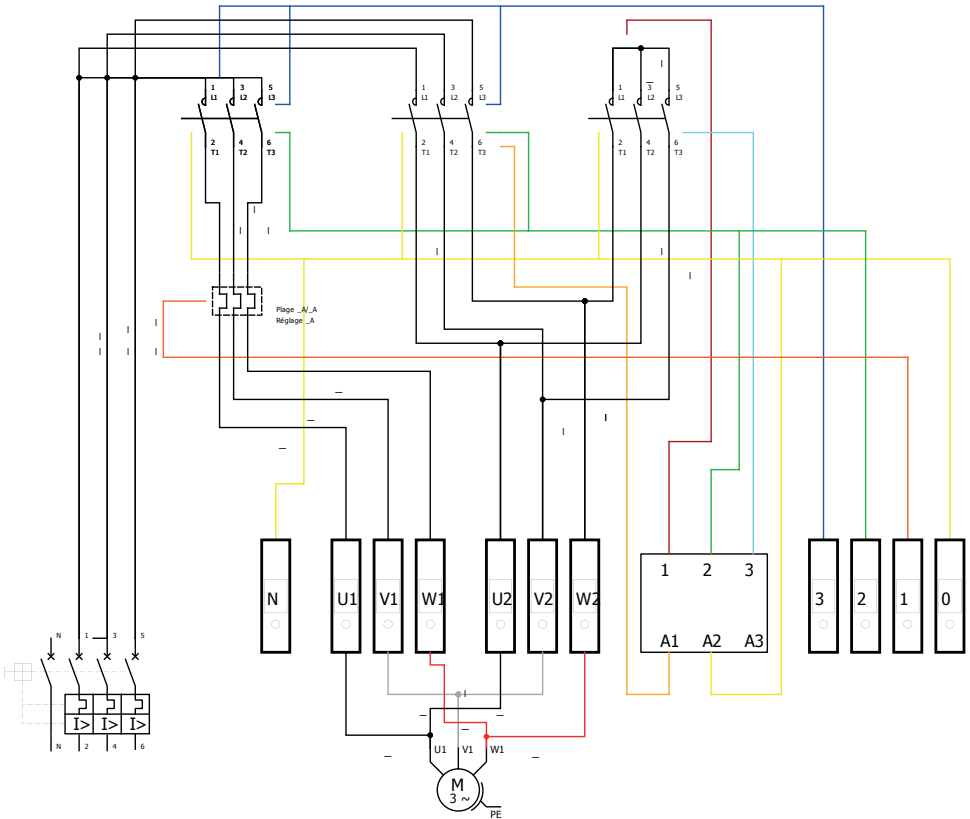 1 3 5 1 3 5 1 3 5
L1 L2 L3 L1 L2 L3 L1 L2 L3
2 4 6 2 4 6 2 4 6
T1 T2 T3 T1 T2 T3 T1 T2 T3
Plage _A/_A
Réglage _A
1 2 3
N U1 V1 W1 U2 V2 W2 3 2 1 0
A1 A2 A3
N 1 3 5
I> I> I>
N 2 4 6
U1 V1 W1
M
3 ~
PE